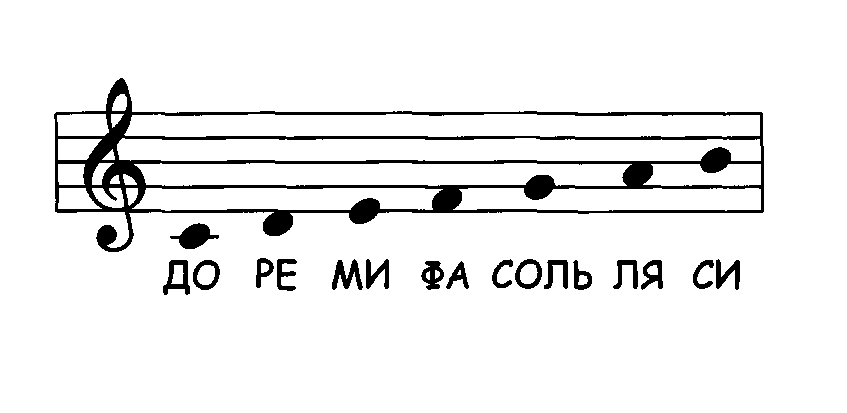 ДО РЕ МИ ФА СОЛЬ ЛЯ СИ